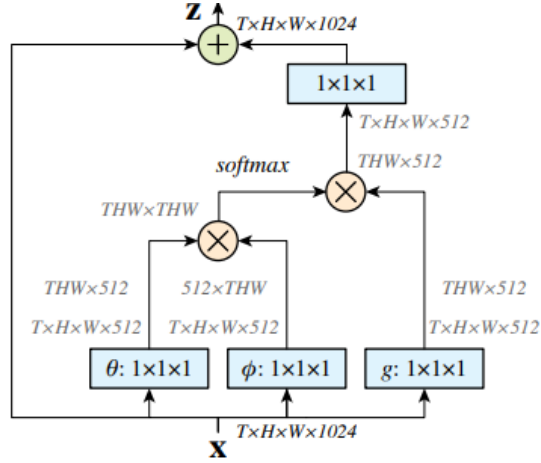 z
T×H×W×1024
+
1×1×1
T×H×W×512
softmax
THW×512
×
THW×THW
×
THW×512
512×THW
THW×512
T×H×W×512
T×H×W×512
T×H×W×512
θ: 1×1×1
ϕ: 1×1×1
g: 1×1×1
x
T×H×W×1024